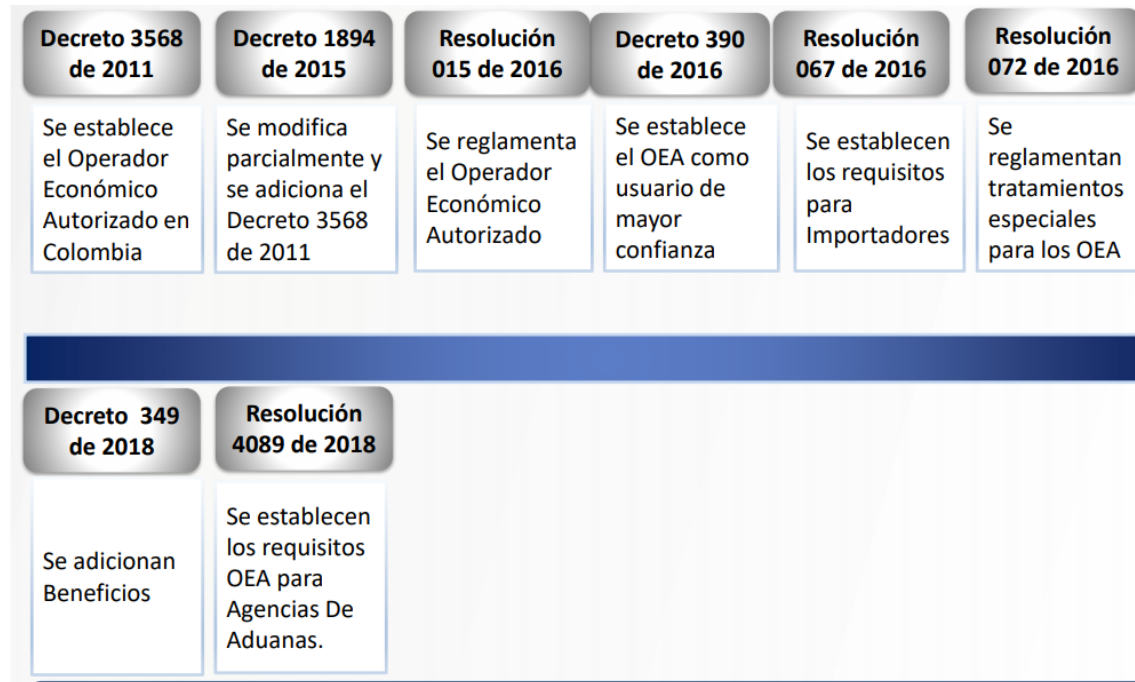 Decreto 3568
de 2011
Se establece
el Operador
Económico
Autorizado en
Colombia
Decreto 1894
de 2015
Se modifica
parcialmente y
se adiciona el
Decreto 3568
de 2011
Resolución
015 de 2016
Se reglamenta
el Operador
Económico
Autorizado
Decreto 390
de 2016
Se establece
el OEA como
usuario de
mayor
confianza
Resolución
067 de 2016
Se establecen
los requisitos
para
Importadores
Resolución
072 de 2016
Se
reglamentan
tratamientos
especiales
para los OEA
Decreto 349
de 2018
Se adicionan
Beneficios
Resolución
4089 de 2018
Se establecen
los requisitos
OEA para
Agencias De
Aduanas.